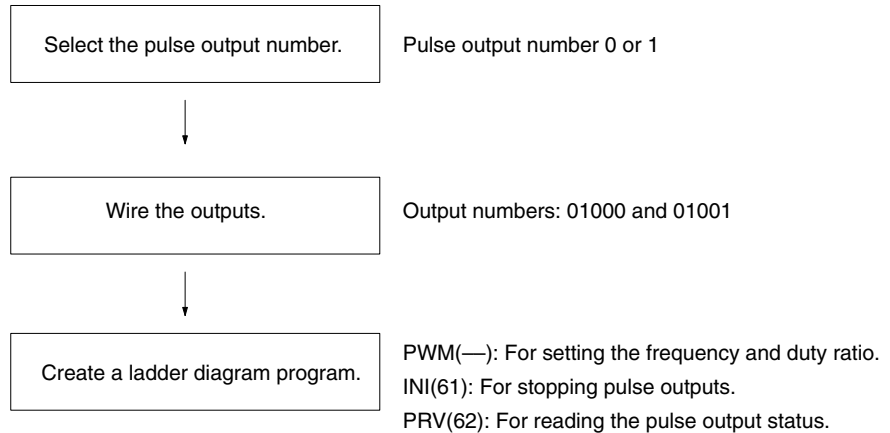 Select the pulse output number.
Pulse output number 0 or 1
Wire the outputs.
Output numbers: 01000 and 01001
Create a ladder diagram program.
PWM(—): For setting the frequency and duty ratio.
INI(61): For stopping pulse outputs.
PRV(62): For reading the pulse output status.